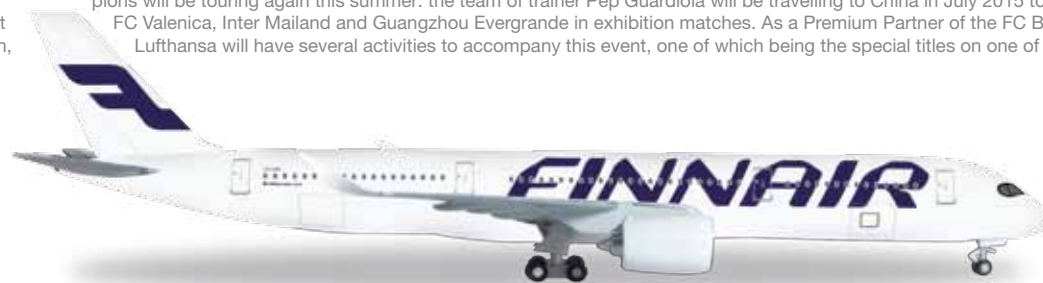 pions will be touring again this summer: the team of trainer Pep Guardiola will be travelling to China in July 2015 to
t FC Valenica, Inter Mailand and Guangzhou Evergrande in exhibition matches. As a Premium Partner of the FC B
n, Lufthansa will have several activities to accompany this event, one of which being the special titles on one of
FINNAIR